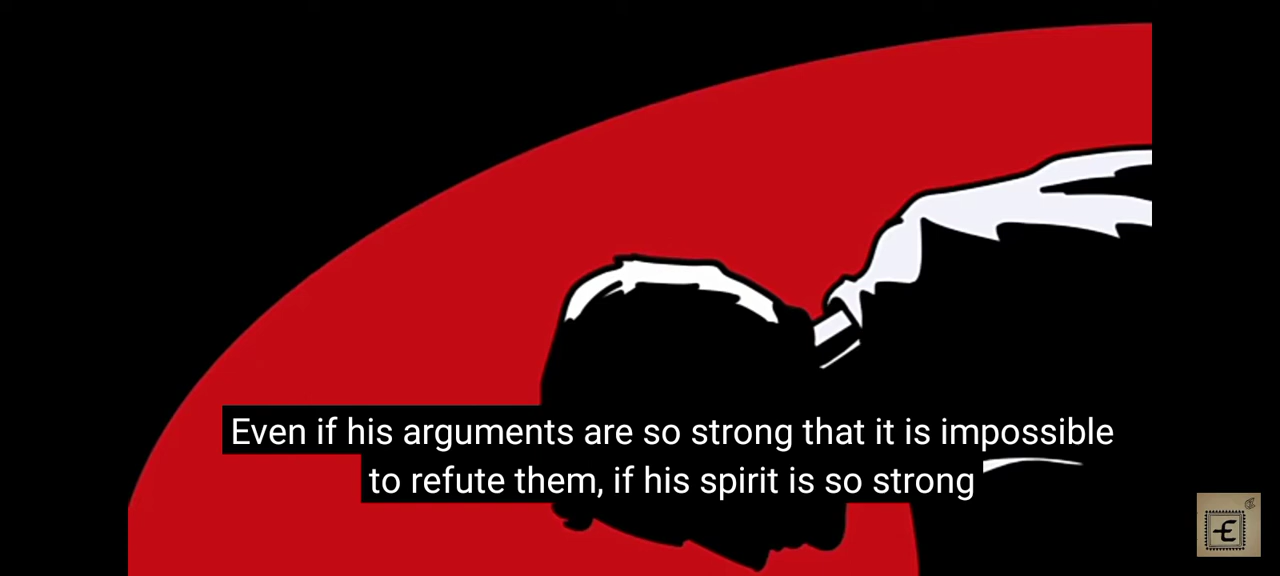 Even if his arguments are so strong that it is impossible
to refute them, if his spirit is so strong